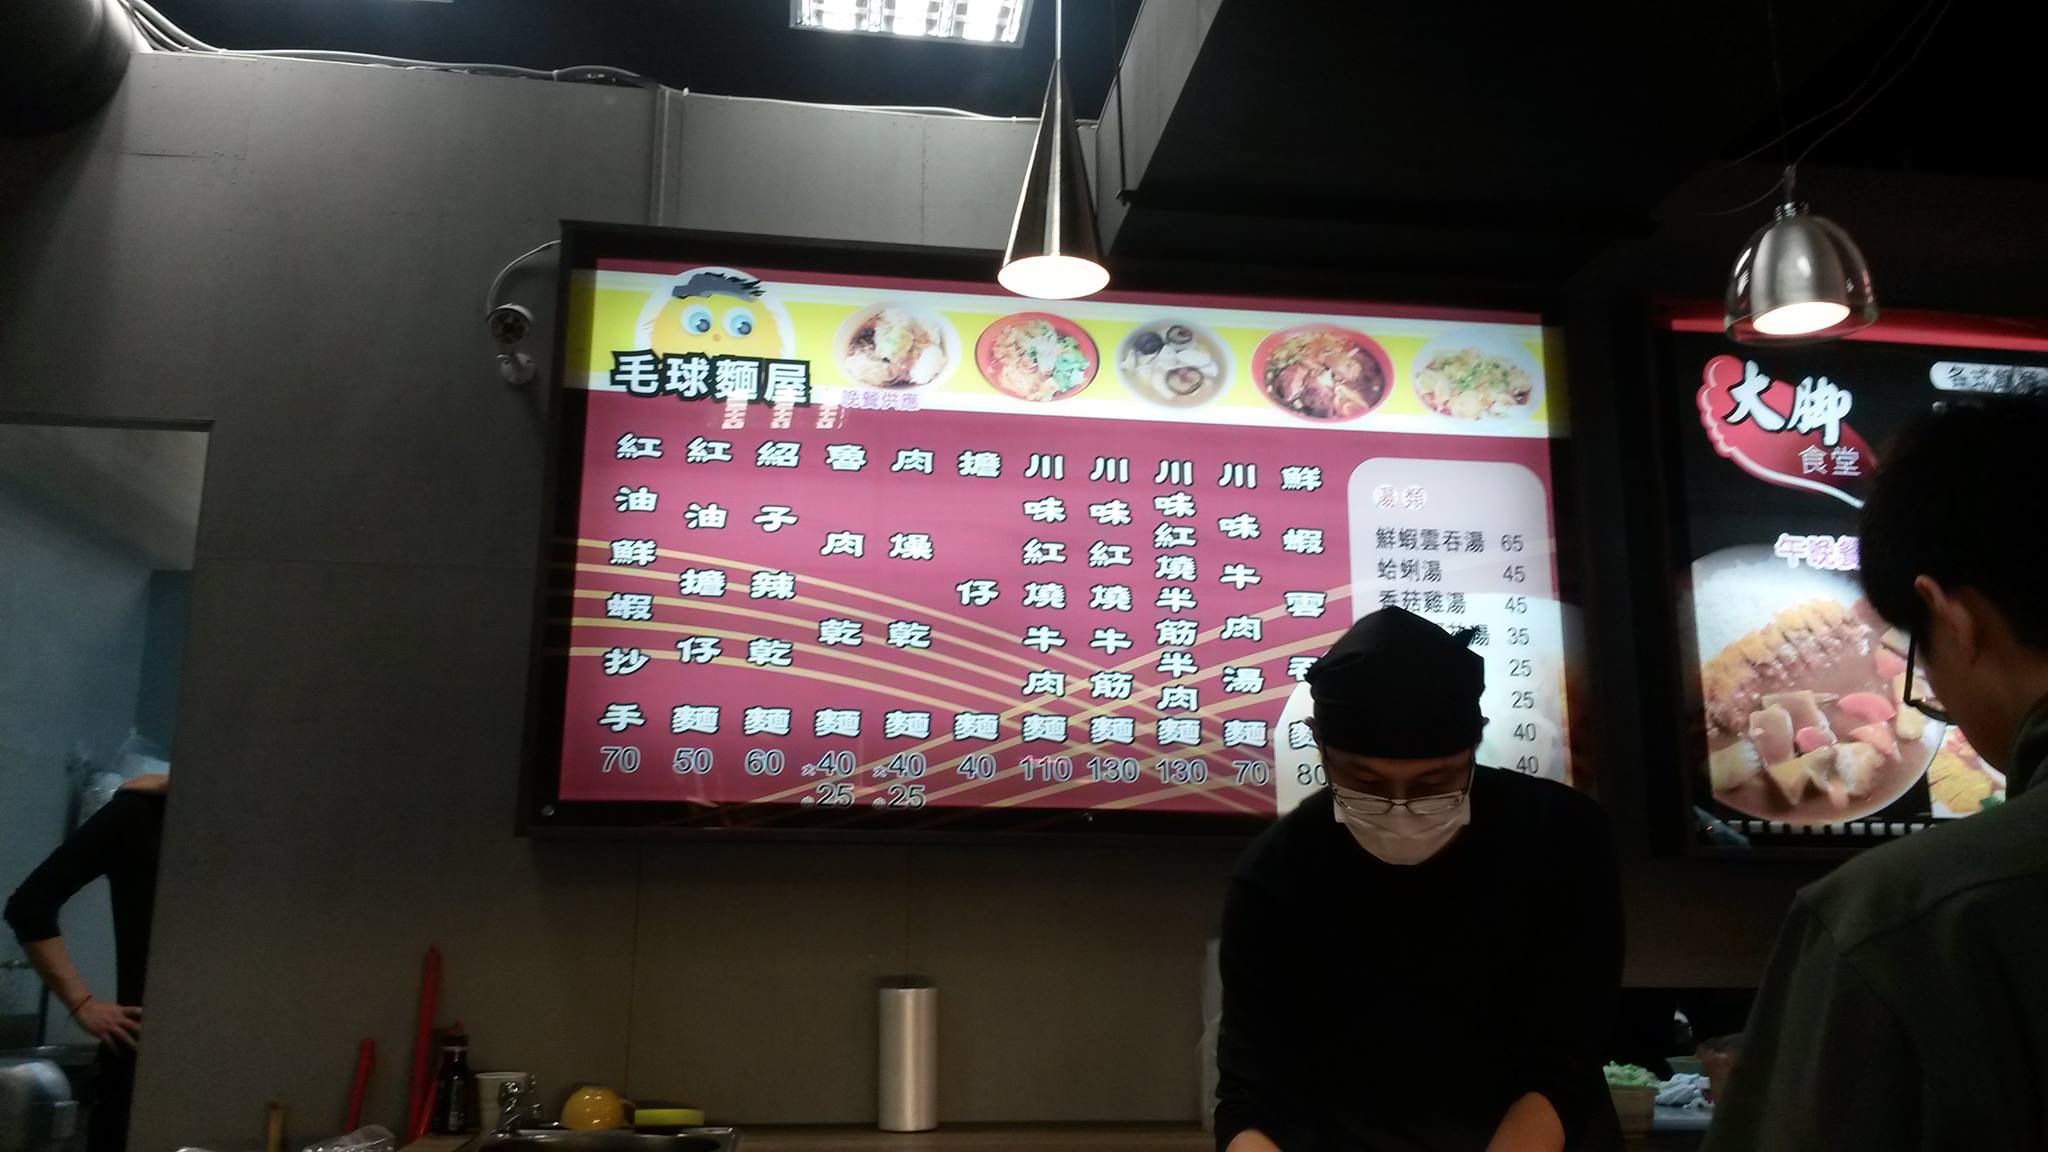 毛球麵屋
晚餐供應
紅油鮮蝦抄手 70
紅油擔仔麵 50
紹子辣乾麵 60
魯肉乾麵 大40 小25
肉燥乾麵 大40 小25
擔仔麵 40
川味紅燒牛肉麵 110
川味紅燒牛筋麵 130
川味紅燒半筋半肉麵 130
川味牛肉湯麵 70
鮮蝦雲吞麵 80
湯類
鮮蝦雲吞湯 65
蛤蜊湯 45
香菇雞湯 45
湯 35
25
25
40
40
大脚
食堂
午晚餐